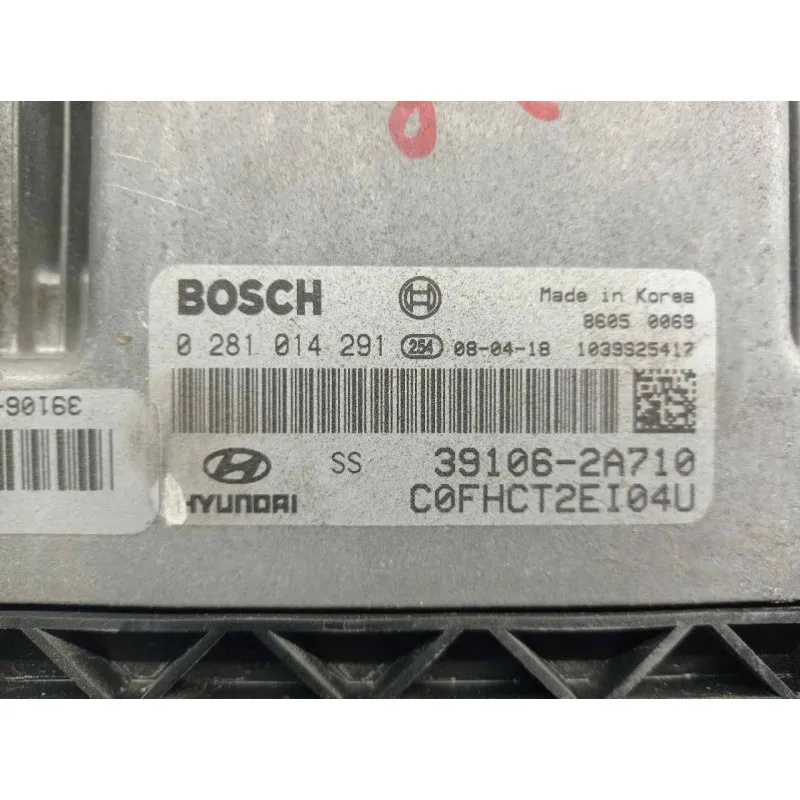 BOSCH
Made in Korea
8605 0069
0 281 014 291 254 08-04-18 1039S25417
39106-
SS 39106-2A710
HYUNDAI C0FHCT2EI04U